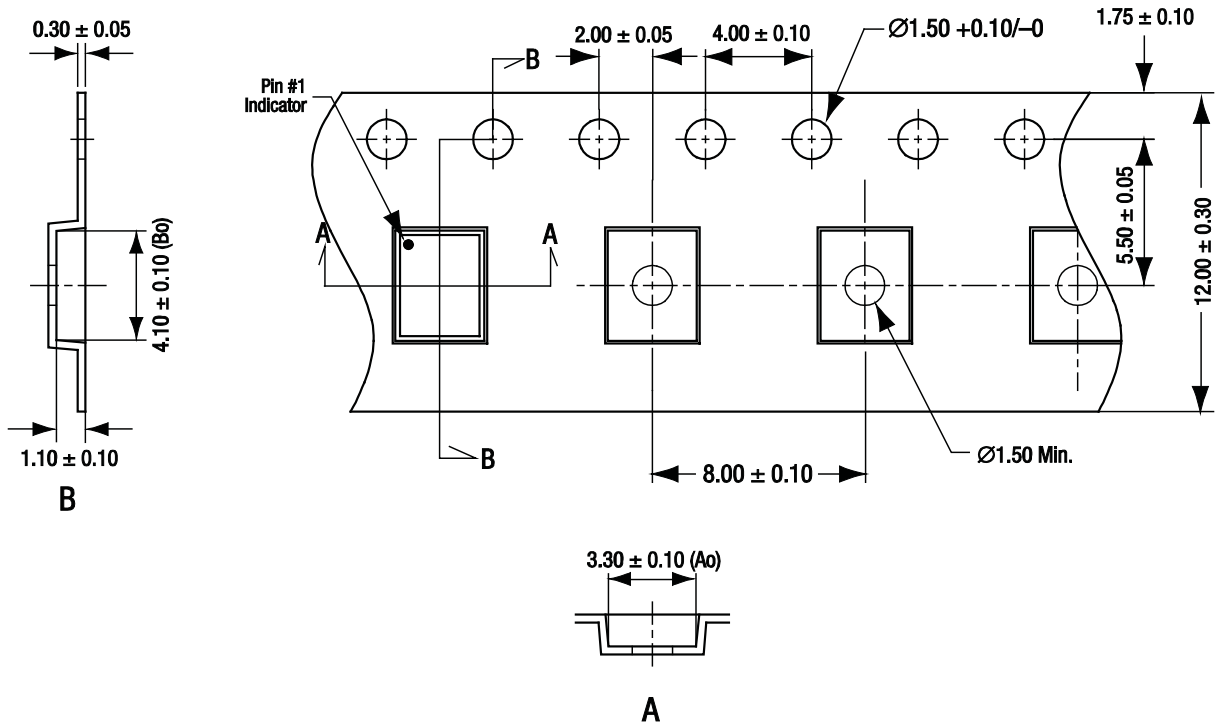 0.30 ± 0.05
2.00 ± 0.05
4.00 ± 0.10
Ø1.50 +0.10/–0
1.75 ± 0.10
B
Pin #1
Indicator
A
A
4.10 ± 0.10 (Bo)
5.50 ± 0.05
12.00 ± 0.30
1.10 ± 0.10
B
B
8.00 ± 0.10
Ø1.50 Min.
3.30 ± 0.10 (Ao)
A